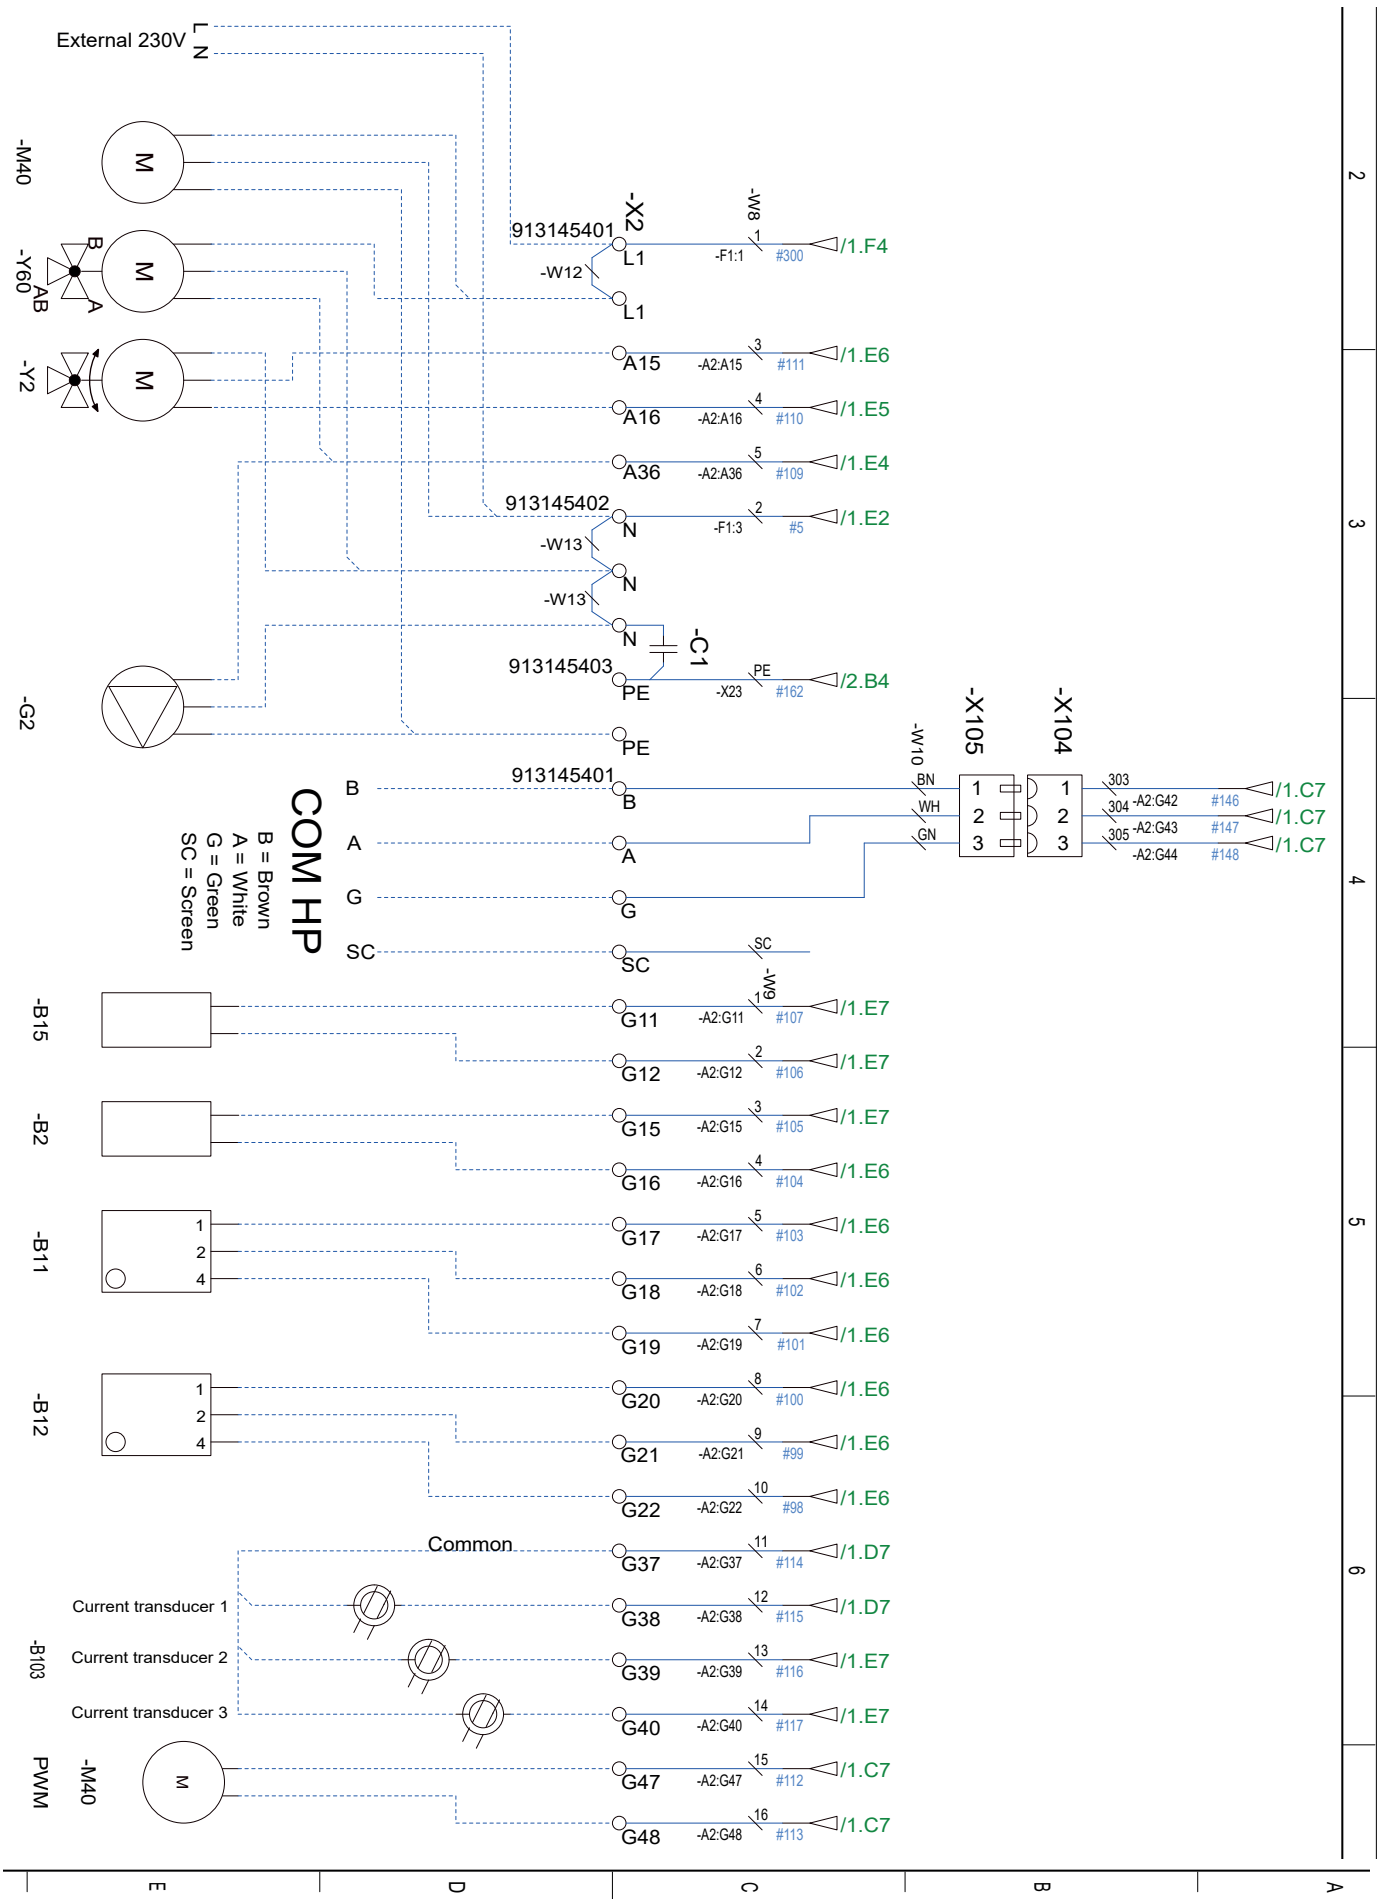 External 230V
L
N
-M40
M
-Y60
B
A
AB
M
-Y2
M
-G2
-X2
-W8
913145401
L1
-W12
L1
1
-F1:1
#300
/1.F4
A15
3
-A2:A15
#111
/1.E6
A16
4
-A2:A16
#110
/1.E5
A36
5
-A2:A36
#109
/1.E4
913145402
N
2
-F1:3
#5
/1.E2
-W13
N
-W13
N
-C1
913145403
PE
PE
-X23
#162
/2.B4
PE
-X105
-X104
-W10
COM HP
B = Brown
A = White
G = Green
SC = Screen
B
913145401
B
BN
1
1
303
-A2:G42
#146
/1.C7
A
A
WH
2
2
304
-A2:G43
#147
/1.C7
G
G
GN
3
3
305
-A2:G44
#148
/1.C7
SC
SC
SC
-W9
-B15
G11
1
-A2:G11
#107
/1.E7
G12
2
-A2:G12
#106
/1.E7
-B2
G15
3
-A2:G15
#105
/1.E7
G16
4
-A2:G16
#104
/1.E6
-B11
1
2
4
G17
5
-A2:G17
#103
/1.E6
G18
6
-A2:G18
#102
/1.E6
G19
7
-A2:G19
#101
/1.E6
-B12
1
2
4
G20
8
-A2:G20
#100
/1.E6
G21
9
-A2:G21
#99
/1.E6
G22
10
-A2:G22
#98
/1.E6
Common
G37
11
-A2:G37
#114
/1.D7
-B103
Current transducer 1
G38
12
-A2:G38
#115
/1.D7
Current transducer 2
G39
13
-A2:G39
#116
/1.E7
Current transducer 3
G40
14
-A2:G40
#117
/1.E7
PWM
-M40
M
G47
15
-A2:G47
#112
/1.C7
G48
16
-A2:G48
#113
/1.C7
2
3
4
5
6
E
D
C
B
A